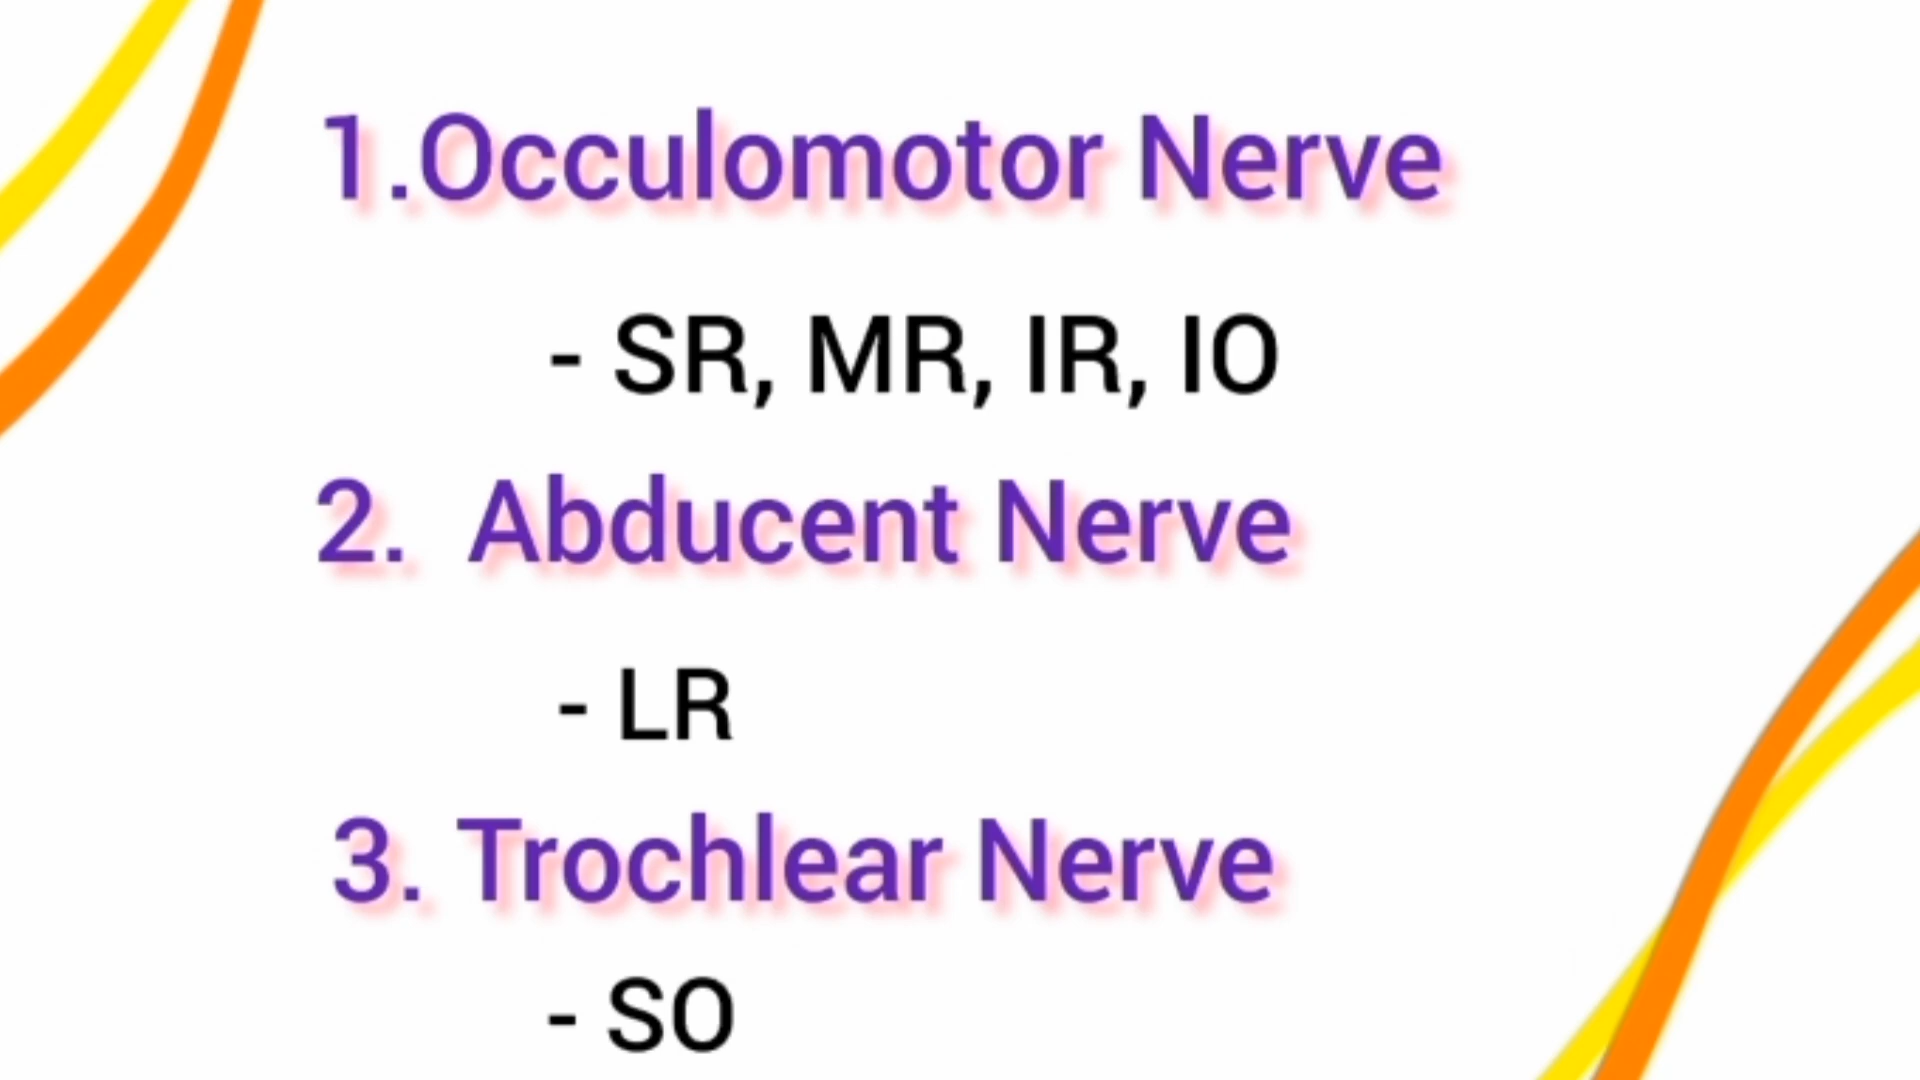 1.Occulomotor Nerve
- SR, MR, IR, IO
2. Abducent Nerve
- LR
3. Trochlear Nerve
- SO